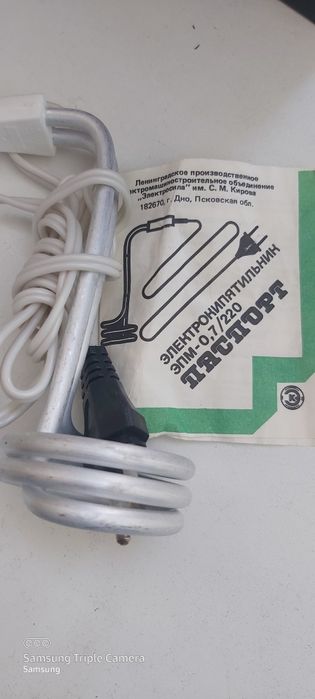 Ленинградское производственное
электромашиностроительное объединение
„Электросила" им. С. М. Кирова
182670, г. Дно, Псковская обл.
ЭЛЕКТРОКИПЯТИЛЬНИК
ЭПМ-0,7/220
ПАСПОРТ
Samsung Triple Camera
Samsung